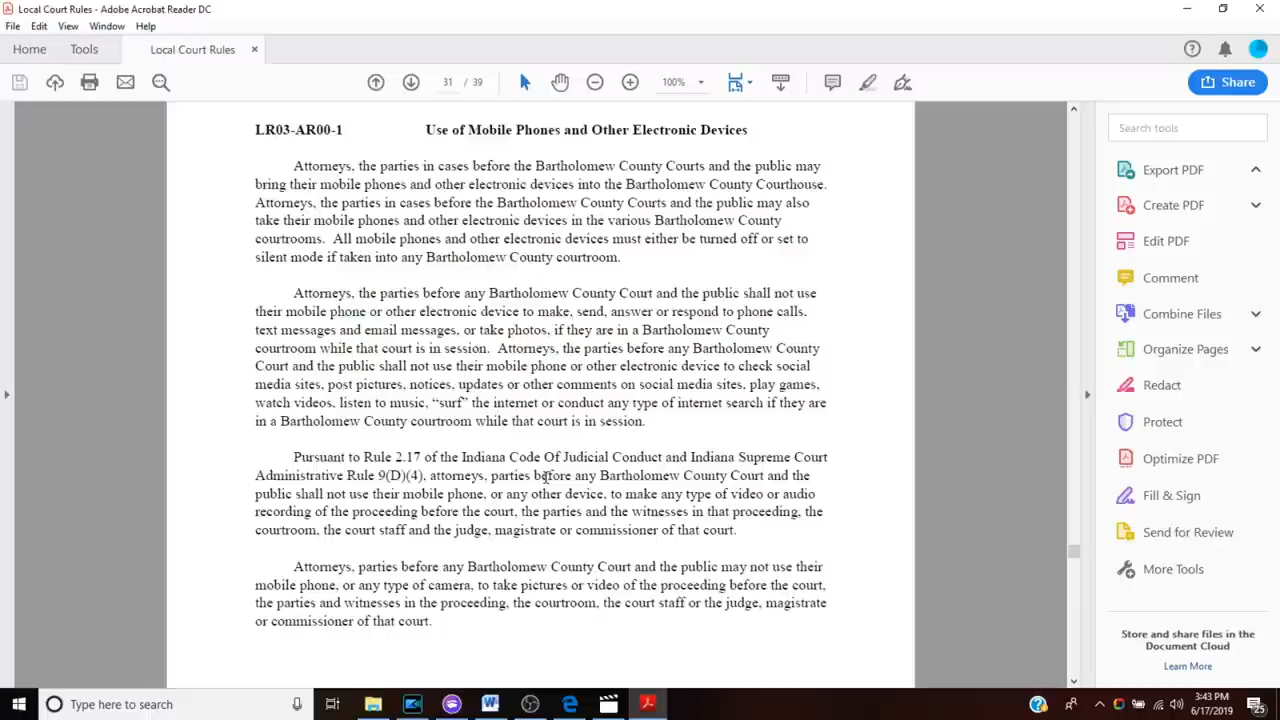 Local Court Rules - Adobe Acrobat Reader DC
File Edit View Window Help
Home Tools Local Court Rules ×
31 / 39 100% Share
LR03-AR00-1 Use of Mobile Phones and Other Electronic Devices
Attorneys, the parties in cases before the Bartholomew County Courts and the public may
bring their mobile phones and other electronic devices into the Bartholomew County Courthouse.
Attorneys, the parties in cases before the Bartholomew County Courts and the public may also
take their mobile phones and other electronic devices in the various Bartholomew County
courtrooms. All mobile phones and other electronic devices must either be turned off or set to
silent mode if taken into any Bartholomew County courtroom.
Attorneys, the parties before any Bartholomew County Court and the public shall not use
their mobile phone or other electronic device to make, send, answer or respond to phone calls,
text messages and email messages, or take photos, if they are in a Bartholomew County
courtroom while that court is in session. Attorneys, the parties before any Bartholomew County
Court and the public shall not use their mobile phone or other electronic device to check social
media sites, post pictures, notices, updates or other comments on social media sites, play games,
watch videos, listen to music, “surf” the internet or conduct any type of internet search if they are
in a Bartholomew County courtroom while that court is in session.
Pursuant to Rule 2.17 of the Indiana Code Of Judicial Conduct and Indiana Supreme Court
Administrative Rule 9(D)(4), attorneys, parties before any Bartholomew County Court and the
public shall not use their mobile phone, or any other device, to make any type of video or audio
recording of the proceeding before the court, the parties and the witnesses in that proceeding, the
courtroom, the court staff and the judge, magistrate or commissioner of that court.
Attorneys, parties before any Bartholomew County Court and the public may not use their
mobile phone, or any type of camera, to take pictures or video of the proceeding before the court,
the parties and witnesses in the proceeding, the courtroom, the court staff or the judge, magistrate
or commissioner of that court.
Search tools
Export PDF
Create PDF
Edit PDF
Comment
Combine Files
Organize Pages
Redact
Protect
Optimize PDF
Fill & Sign
Send for Review
More Tools
Store and share files in the
Document Cloud
Learn More
Type here to search
3:43 PM
6/17/2019
25